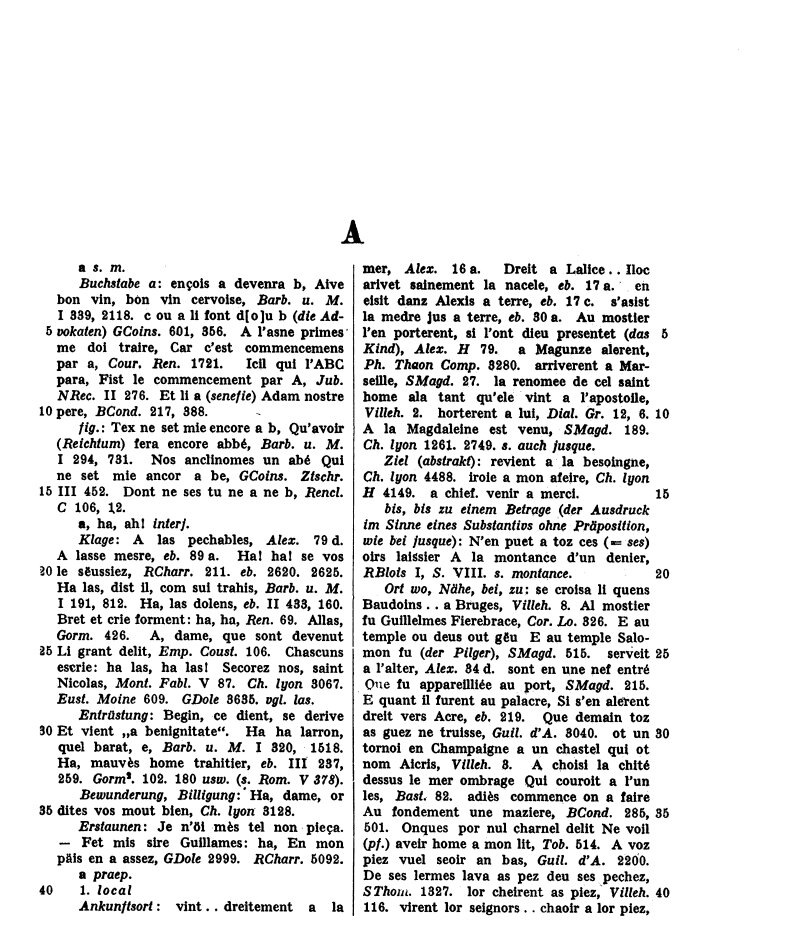 A
a s. m.
Buchstabe a: ençois a devenra b, Aive
bon vin, bon vin cervoise, Barb. u. M.
I 339, 2118. c ou a li font d[o]u b (die Ad-
5 vokaten) GCoins. 601, 356. A l'asne primes
me doi traire, Car c'est commencemens
par a, Cour. Ren. 1721. Icil qui l'ABC
para, Fist le commencement par A, Jub.
NRec. II 276. Et li a (senefie) Adam nostre
10 pere, BCond. 217, 388.
fig.: Tex ne set mie encore a b, Qu'avoir
(Reichtum) fera encore abbé, Barb. u. M.
I 294, 731. Nos anclinomes un abé Qui
ne set mie ancor a be, GCoins. Ztschr.
15 III 452. Dont ne ses tu ne a ne b, Rencl.
C 106, 12.
a, ha, ah! interj.
Klage: A las pechables, Alex. 79 d.
A lasse mesre, eb. 89 a. Ha! ha! se vos
20 le sëussiez, RCharr. 211. eb. 2620. 2625.
Ha las, dist il, com sui trahis, Barb. u. M.
I 191, 812. Ha, las dolens, eb. II 433, 160.
Bret et crie forment: ha, ha, Ren. 69. Allas,
Gorm. 426. A, dame, que sont devenut
25 Li grant delit, Emp. Coust. 106. Chascuns
escrie: ha las, ha las! Secorez nos, saint
Nicolas, Mont. Fabl. V 87. Ch. lyon 3067.
Eust. Moine 609. GDole 3635. vgl. las.
Entrüstung: Begin, ce dient, se derive
30 Et vient „a benignitate“. Ha ha larron,
quel barat, e, Barb. u. M. I 320, 1518.
Ha, mauvès home trahitier, eb. III 237,
259. Gorm². 102. 180 usw. (s. Rom. V 378).
Bewunderung, Billigung: Ha, dame, or
35 dites vos mout bien, Ch. lyon 3128.
Erstaunen: Je n'öi mès tel non pieça.
— Fet mis sire Guillames: ha, En mon
päis en a assez, GDole 2999. RCharr. 5092.
a praep.
40 1. local
Ankunftsort: vint . . dreitement a la
mer, Alex. 16 a. Dreit a Lalice . . Iloc
arivet sainement la nacele, eb. 17 a. en
eisit danz Alexis a terre, eb. 17 c. s'asist
la medre jus a terre, eb. 30 a. Au mostier
l'en porterent, si l'ont dieu presentet (das 5
Kind), Alex. H 79. a Magunze alerent,
Ph. Thaon Comp. 3280. arriverent a Mar-
seille, SMagd. 27. la renomee de cel saint
home ala tant qu'ele vint a l'apostolle,
Villeh. 2. horterent a lui, Dial. Gr. 12, 6. 10
A la Magdaleine est venu, SMagd. 189.
Ch. lyon 1261. 2749. s. auch jusque.
Ziel (abstrakt): revient a la besoingne,
Ch. lyon 4488. iroie a mon afeire, Ch. lyon
H 4149. a chief. venir a merci. 15
bis, bis zu einem Betrage (der Ausdruck
im Sinne eines Substantivs ohne Präposition,
wie bei jusque): N'en puet a toz ces (= ses)
oirs laissier A la montance d'un denier,
RBlois I, S. VIII. s. montance. 20
Ort wo, Nähe, bei, zu: se croisa li quens
Baudoins . . a Bruges, Villeh. 8. Al mostier
fu Guillelmes Fierebrace, Cor. Lo. 326. E au
temple ou deus out gëu E au temple Salo-
mon fu (der Pilger), SMagd. 515. serveit 25
a l'alter, Alex. 34 d. sont en une nef entré
Que fu appareilliée au port, SMagd. 215.
E quant il furent au palacre, Si s'en alerent
dreit vers Acre, eb. 219. Que demain toz
as guez ne truisse, Guil. d'A. 3040. ot un 30
tornoi en Champaigne a un chastel qui ot
nom Aicris, Villeh. 3. A choisi la chité
dessus le mer ombrage Qui couroit a l'un
les, Bast. 82. adiès commence on a faire
Au fondement une maziere, BCond. 285, 35
501. Onques por nul charnel delit Ne voil
(pf.) aveir home a mon lit, Tob. 514. A voz
piez vuel seoir an bas, Guil. d'A. 2200.
De ses lermes lava as pez deu ses pechez,
SThom. 1327. lor cheirent as piez, Villeh. 40
116. virent lor seignors . . chaoir a lor piez,